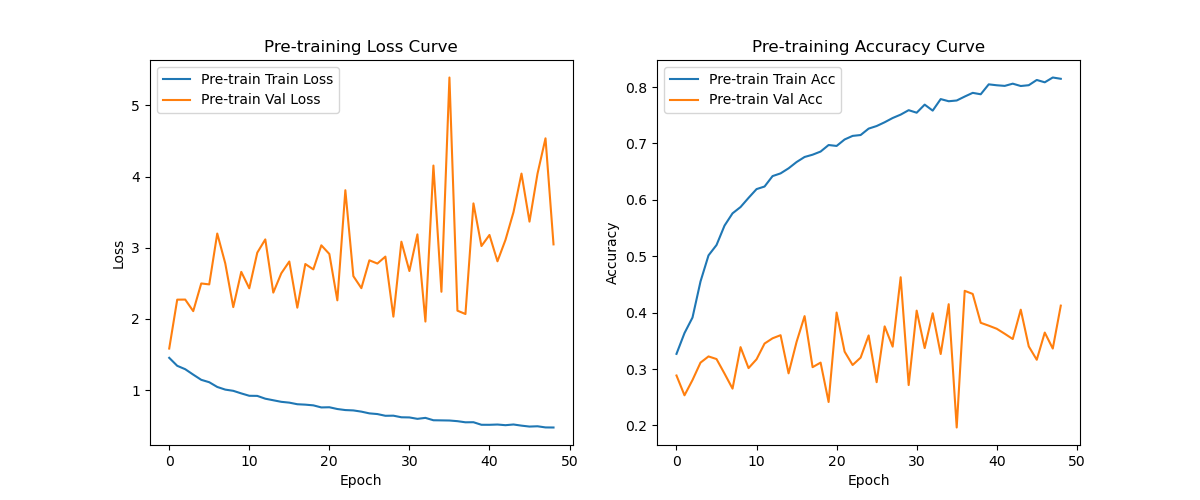 Pre-training Loss Curve
Pre-train Train Loss
Pre-train Val Loss
Loss
5
4
3
2
1
0 10 20 30 40 50
Epoch
Pre-training Accuracy Curve
Pre-train Train Acc
Pre-train Val Acc
Accuracy
0.8
0.7
0.6
0.5
0.4
0.3
0.2
0 10 20 30 40 50
Epoch